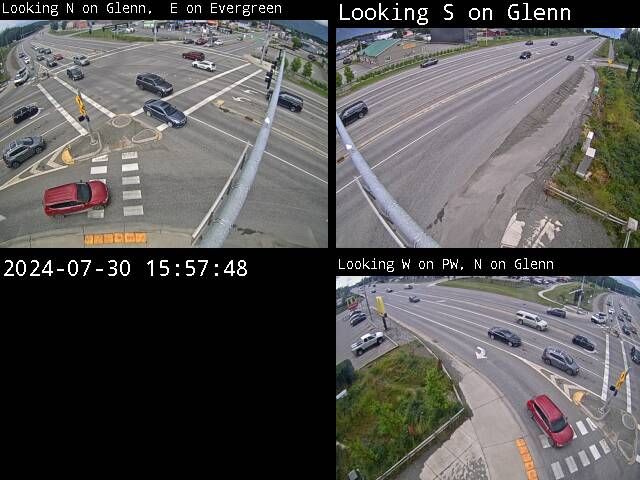 Looking N on Glenn, E on Evergreen
Looking S on Glenn
2024-07-30 15:57:48
Looking W on PW, N on Glenn